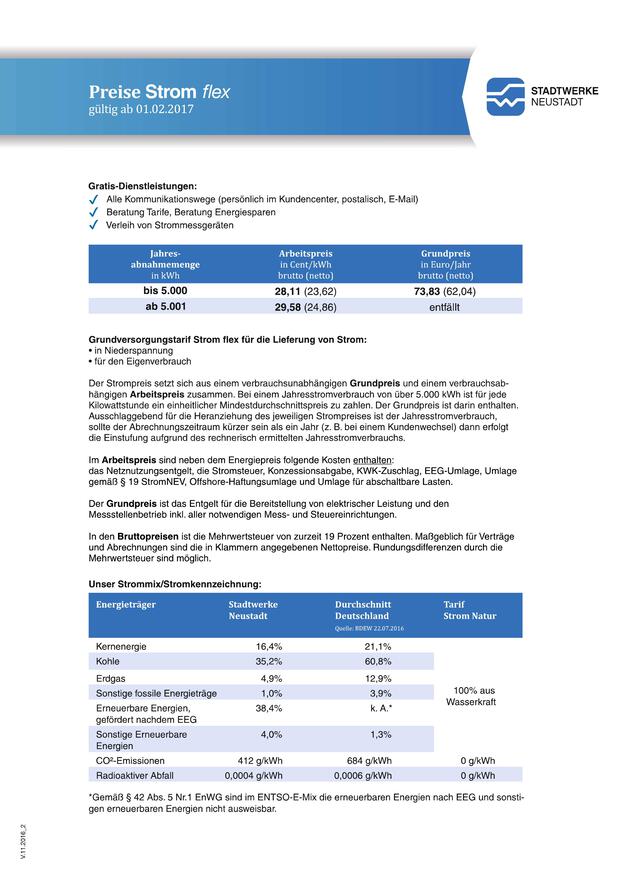 Preise Strom flex
gültig ab 01.02.2017
STADTWERKE
NEUSTADT
Gratis-Dienstleistungen:
Alle Kommunikationswege (persönlich im Kundencenter, postalisch, E-Mail)
Beratung Tarife, Beratung Energiesparen
Verleih von Strommessgeräten
Jahres- Arbeitspreis Grundpreis
abnahmemenge in Cent/kWh in Euro/Jahr
in kWh brutto (netto) brutto (netto)
bis 5.000 28,11 (23,62) 73,83 (62,04)
ab 5.001 29,58 (24,86) entfällt
Grundversorgungstarif Strom flex für die Lieferung von Strom:
• in Niederspannung
• für den Eigenverbrauch
Der Strompreis setzt sich aus einem verbrauchsunabhängigen Grundpreis und einem verbrauchsab-
hängigen Arbeitspreis zusammen. Bei einem Jahresstromverbrauch von über 5.000 kWh ist für jede
Kilowattstunde ein einheitlicher Mindestdurchschnittspreis zu zahlen. Der Grundpreis ist darin enthalten.
Ausschlaggebend für die Heranziehung des jeweiligen Strompreises ist der Jahresstromverbrauch,
sollte der Abrechnungszeitraum kürzer sein als ein Jahr (z. B. bei einem Kundenwechsel) dann erfolgt
die Einstufung aufgrund des rechnerisch ermittelten Jahresstromverbrauchs.
Im Arbeitspreis sind neben dem Energiepreis folgende Kosten enthalten:
das Netznutzungsentgelt, die Stromsteuer, Konzessionsabgabe, KWK-Zuschlag, EEG-Umlage, Umlage
gemäß § 19 StromNEV, Offshore-Haftungsumlage und Umlage für abschaltbare Lasten.
Der Grundpreis ist das Entgelt für die Bereitstellung von elektrischer Leistung und den
Messstellenbetrieb inkl. aller notwendigen Mess- und Steuereinrichtungen.
In den Bruttopreisen ist die Mehrwertsteuer von zurzeit 19 Prozent enthalten. Maßgeblich für Verträge
und Abrechnungen sind die in Klammern angegebenen Nettopreise. Rundungsdifferenzen durch die
Mehrwertsteuer sind möglich.
Unser Strommix/Stromkennzeichnung:
Energieträger Stadtwerke Durchschnitt Tarif
Neustadt Deutschland Strom Natur
Quelle: BDEW 22.07.2016
Kernenergie 16,4% 21,1%
Kohle 35,2% 60,8%
Erdgas 4,9% 12,9%
Sonstige fossile Energieträge 1,0% 3,9% 100% aus
Wasserkraft
Erneuerbare Energien, 38,4% k. A.*
gefördert nachdem EEG
Sonstige Erneuerbare 4,0% 1,3%
Energien
CO²-Emissionen 412 g/kWh 684 g/kWh 0 g/kWh
Radioaktiver Abfall 0,0004 g/kWh 0,0006 g/kWh 0 g/kWh
*Gemäß § 42 Abs. 5 Nr.1 EnWG sind im ENTSO-E-Mix die erneuerbaren Energien nach EEG und sonsti-
gen erneuerbaren Energien nicht ausweisbar.
V.11.2016_2